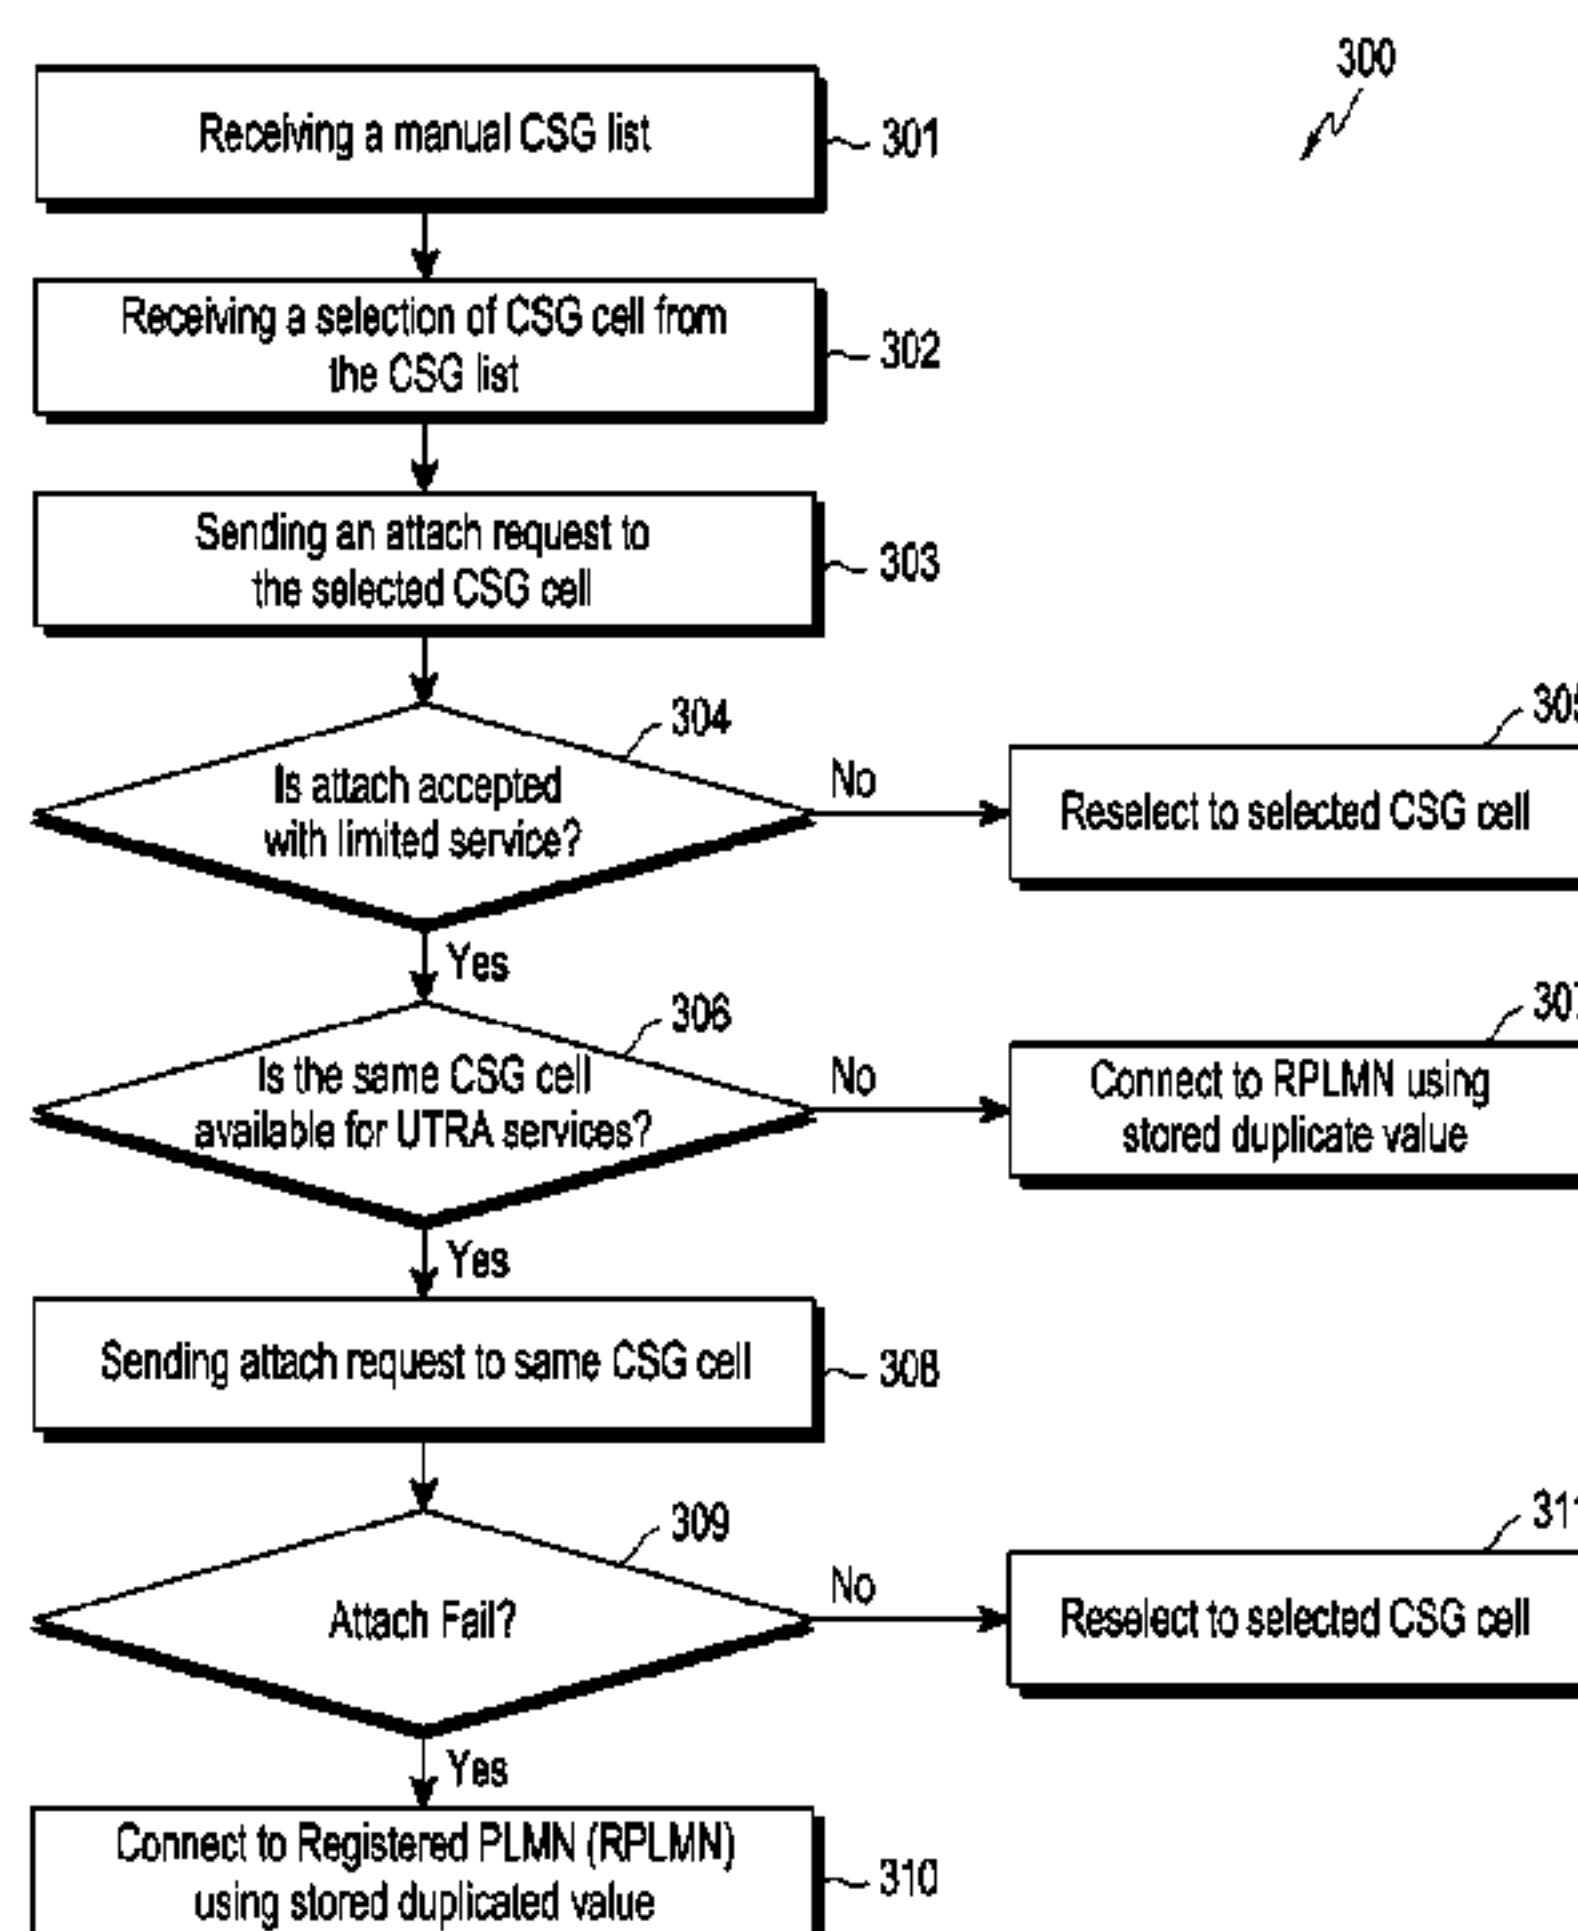 300
Receiving a manual CSG list
301
Receiving a selection of CSG cell from
the CSG list
302
Sending an attach request to
the selected CSG cell
303
304
Is attach accepted
with limited service?
No
305
Reselect to selected CSG cell
Yes
306
Is the same CSG cell
available for UTRA services?
No
307
Connect to RPLMN using
stored duplicate value
Yes
Sending attach request to same CSG cell
308
309
Attach Fail?
No
311
Reselect to selected CSG cell
Yes
Connect to Registered PLMN (RPLMN)
using stored duplicated value
310